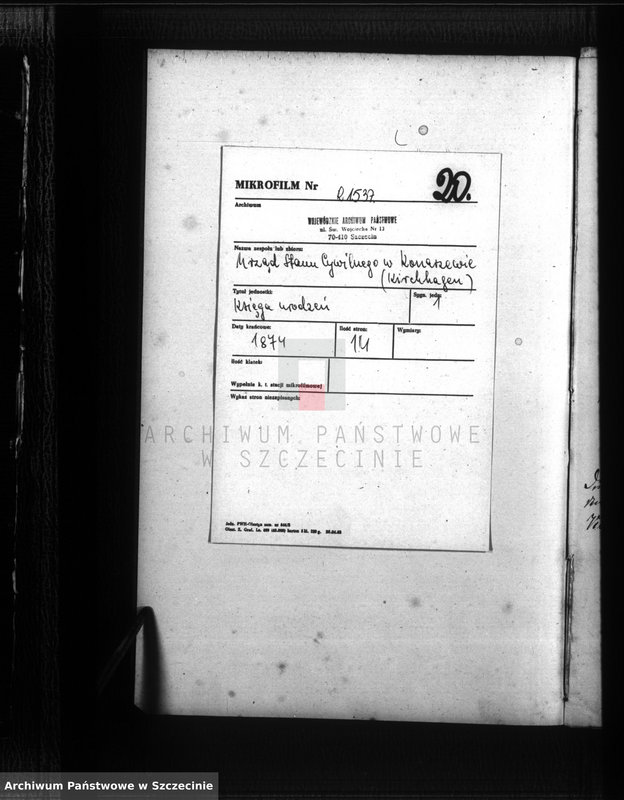 MIKROFILM Nr
20.
Archiwum
WOJEWÓDZKIE ARCHIWUM PAŃSTWOWE
ul. Św. Wojciecha Nr 13
70-410 Szczecin
Nazwa zespołu lub zbioru:
Urząd Stanu Cywilnego w Konarzewie
(Kirchhagen)
Tytuł jednostki:
Sygn. jedn.
Księga urodzeń
1
Daty krańcowe:
Ilość stron:
Wymiary:
1874
14
Ilość klatek:
Wypełnia k. t. stacji mikrofilmowej
Wykaz stron niezapisanych:
ARCHIWUM PAŃSTWOWE
W SZCZECINIE
Archiwum Państwowe w Szczecinie